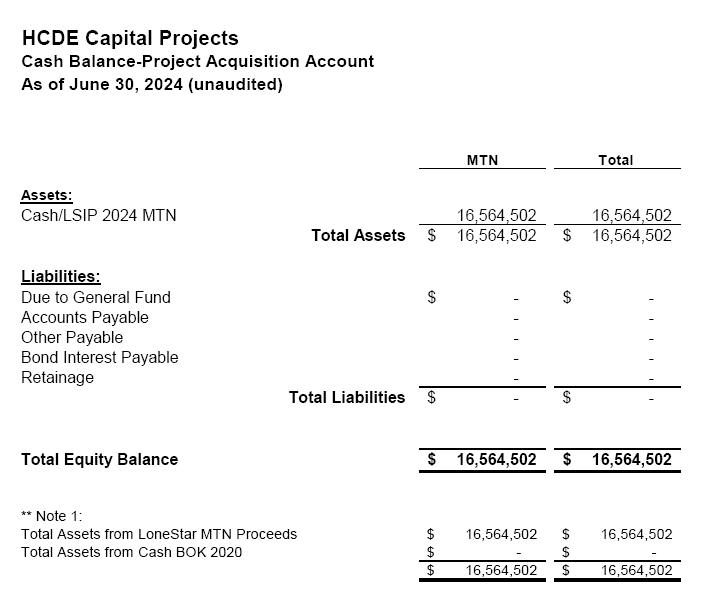 HCDE Capital Projects
Cash Balance-Project Acquisition Account
As of June 30, 2024 (unaudited)
MTN Total
Assets:
Cash/LSIP 2024 MTN 16,564,502 16,564,502
Total Assets $ 16,564,502 $ 16,564,502
Liabilities:
Due to General Fund $ - $ -
Accounts Payable - -
Other Payable - -
Bond Interest Payable - -
Retainage - -
Total Liabilities $ - $ -
Total Equity Balance $ 16,564,502 $ 16,564,502
** Note 1:
Total Assets from LoneStar MTN Proceeds $ 16,564,502 $ 16,564,502
Total Assets from Cash BOK 2020 $ - $ -
$ 16,564,502 $ 16,564,502